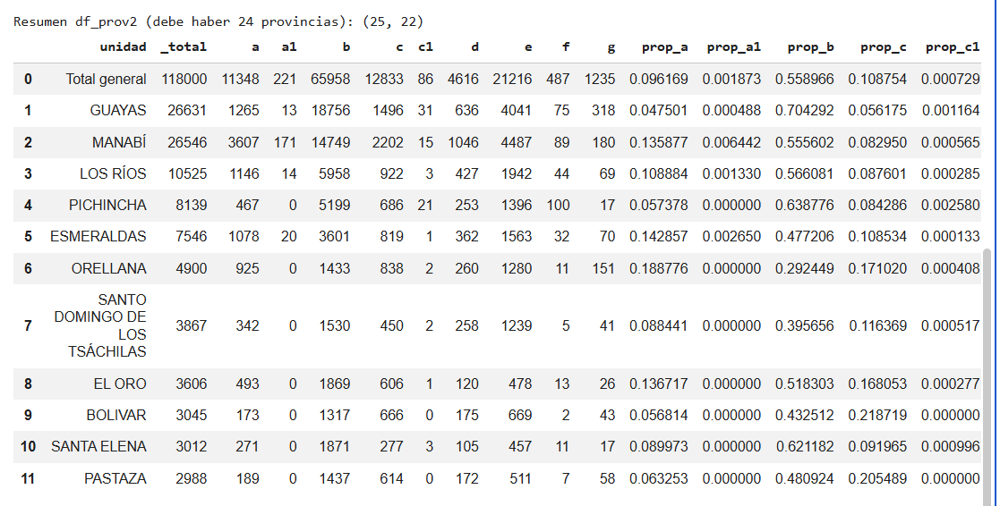 Resumen df_prov2 (debe haber 24 provincias): (25, 22)
unidad _total a a1 b c c1 d e f g prop_a prop_a1 prop_b prop_c prop_c1
0 Total general 118000 11348 221 65958 12833 86 4616 21216 487 1235 0.096169 0.001873 0.558966 0.108754 0.000729
1 GUAYAS 26631 1265 13 18756 1496 31 636 4041 75 318 0.047501 0.000488 0.704292 0.056175 0.001164
2 MANABÍ 26546 3607 171 14749 2202 15 1046 4487 89 180 0.135877 0.006442 0.555602 0.082950 0.000565
3 LOS RÍOS 10525 1146 14 5958 922 3 427 1942 44 69 0.108884 0.001330 0.566081 0.087601 0.000285
4 PICHINCHA 8139 467 0 5199 686 21 253 1396 100 17 0.057378 0.000000 0.638776 0.084286 0.002580
5 ESMERALDAS 7546 1078 20 3601 819 1 362 1563 32 70 0.142857 0.002650 0.477206 0.108534 0.000133
6 ORELLANA 4900 925 0 1433 838 2 260 1280 11 151 0.188776 0.000000 0.292449 0.171020 0.000408
SANTO
DOMINGO DE
7 LOS 3867 342 0 1530 450 2 258 1239 5 41 0.088441 0.000000 0.395656 0.116369 0.000517
TSÁCHILAS
8 EL ORO 3606 493 0 1869 606 1 120 478 13 26 0.136717 0.000000 0.518303 0.168053 0.000277
9 BOLIVAR 3045 173 0 1317 666 0 175 669 2 43 0.056814 0.000000 0.432512 0.218719 0.000000
10 SANTA ELENA 3012 271 0 1871 277 3 105 457 11 17 0.089973 0.000000 0.621182 0.091965 0.000996
11 PASTAZA 2988 189 0 1437 614 0 172 511 7 58 0.063253 0.000000 0.480924 0.205489 0.000000